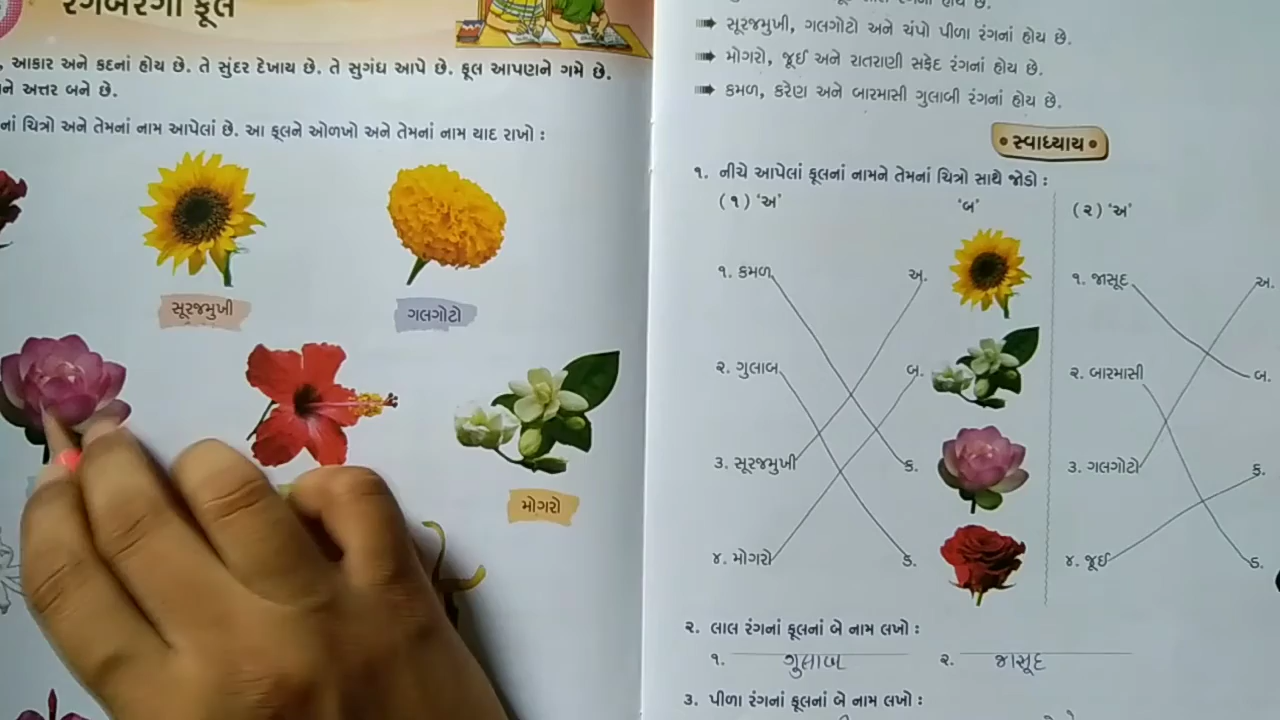 રંગબેરંગી ફૂલ
, આકાર અને કદનાં હોય છે. તે સુંદર દેખાય છે. તે સુગંધ આપે છે. ફૂલ આપણને ગમે છે.
ને અત્તર બને છે.
નાં ચિત્રો અને તેમનાં નામ આપેલાં છે. આ ફૂલને ઓળખો અને તેમનાં નામ યાદ રાખો :
સૂરજમુખી
ગલગોટો
મોગરો
સૂરજમુખી, ગલગોટો અને ચંપો પીળા રંગનાં હોય છે.
મોગરો, જૂઈ અને રાતરાણી સફેદ રંગનાં હોય છે.
કમળ, કરેણ અને બારમાસી ગુલાબી રંગનાં હોય છે.
• સ્વાધ્યાય •
૧. નીચે આપેલાં ફૂલનાં નામને તેમનાં ચિત્રો સાથે જોડો :
(૧) 'અ' 'બ' (૨) 'અ'
૧. કમળ અ. ૧. જાસૂદ અ.
૨. ગુલાબ બ. ૨. બારમાસી બ.
૩. સૂરજમુખી ક. ૩. ગલગોટો ક.
૪. મોગરો ડ. ૪. જૂઈ ડ.
૨. લાલ રંગનાં ફૂલનાં બે નામ લખો :
૧. ગુલાબ ૨. જાસૂદ
૩. પીળા રંગનાં ફૂલનાં બે નામ લખો :